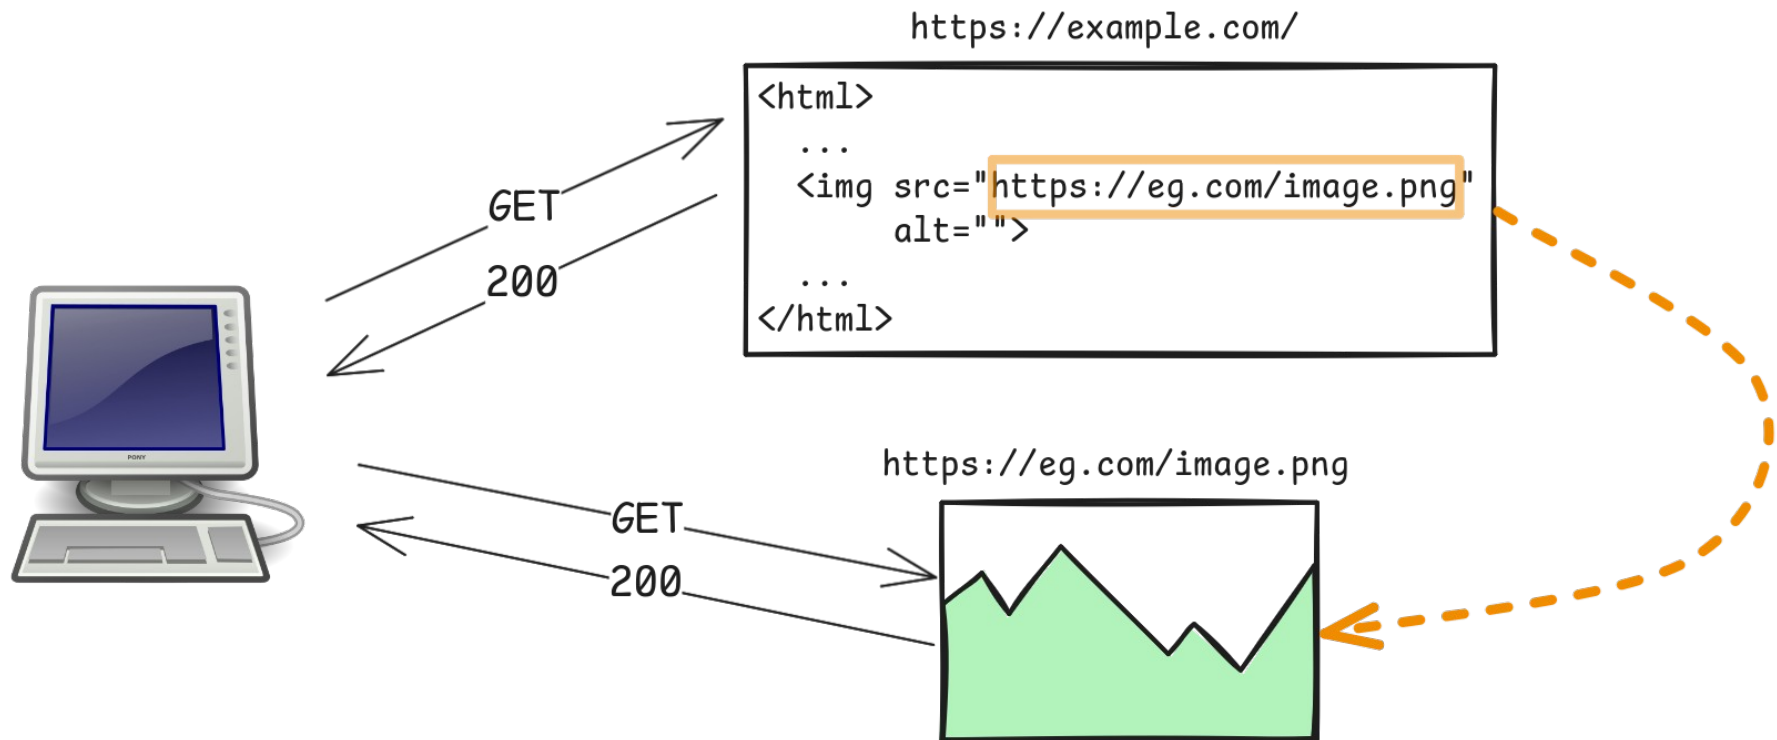 https://example.com/
<html>
...
<img src="https://eg.com/image.png"
alt="">
...
</html>
GET
200
PONY
https://eg.com/image.png
GET
200